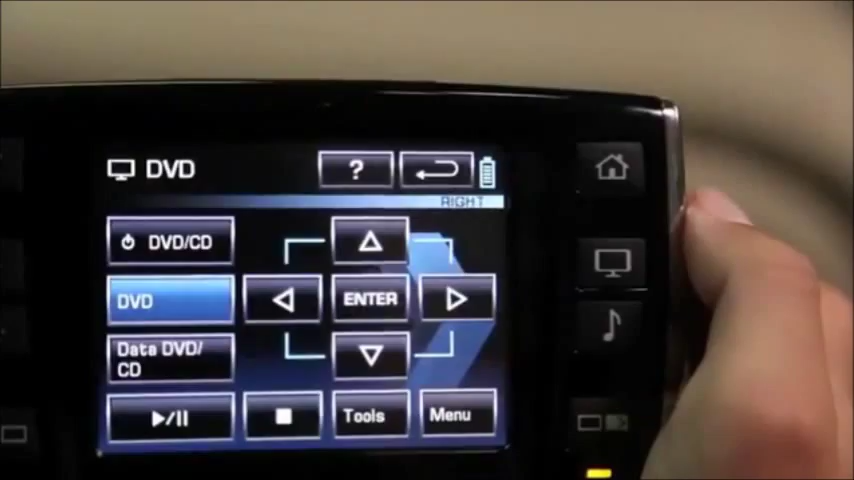 DVD
?
RIGHT
DVD/CD
DVD
ENTER
Data DVD/
CD
Tools
Menu